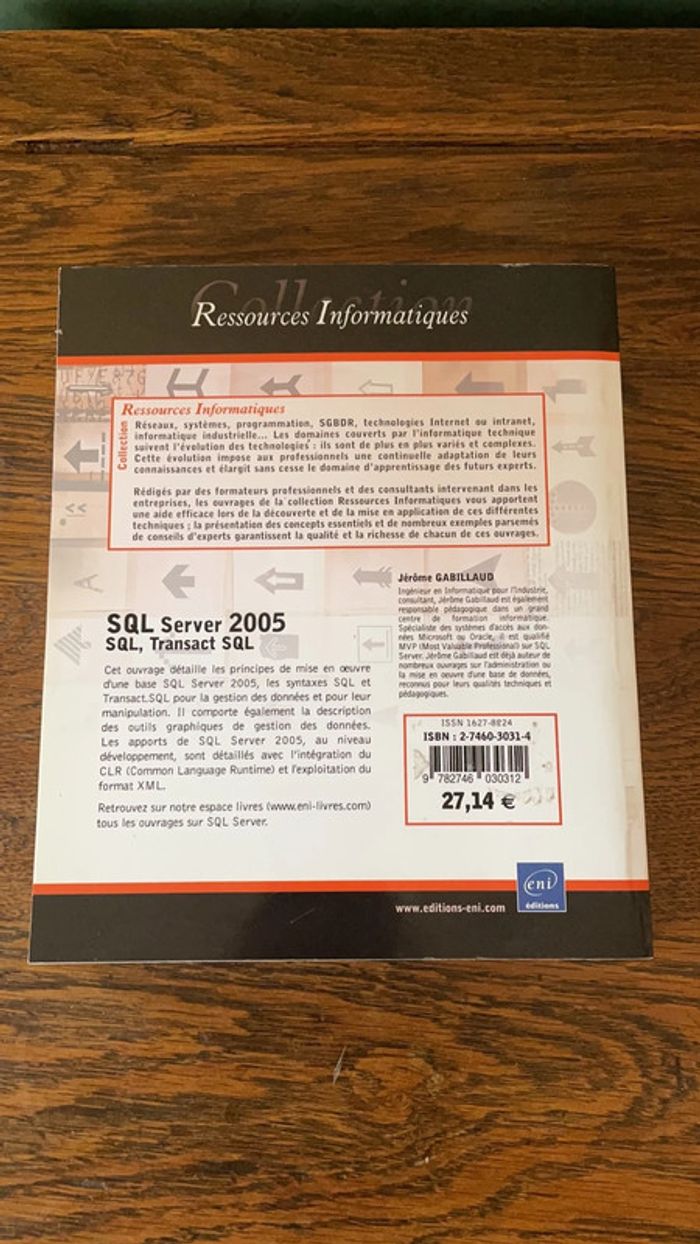 Collection
Ressources Informatiques
Ressources Informatiques
Collection
Réseaux, systèmes, programmation, SGBDR, technologies Internet ou intranet,
informatique industrielle... Les domaines couverts par l'informatique technique
suivent l'évolution des technologies : ils sont de plus en plus variés et complexes.
Cette évolution impose aux professionnels une continuelle adaptation de leurs
connaissances et élargit sans cesse le domaine d'apprentissage des futurs experts.
Rédigés par des formateurs professionnels et des consultants intervenant dans les
entreprises, les ouvrages de la collection Ressources Informatiques vous apportent
une aide efficace lors de la découverte et de la mise en application de ces différentes
techniques ; la présentation des concepts essentiels et de nombreux exemples parsemés
de conseils d'experts garantissent la qualité et la richesse de chacun de ces ouvrages.
SQL Server 2005
SQL, Transact SQL
Cet ouvrage détaille les principes de mise en œuvre
d'une base SQL Server 2005, les syntaxes SQL et
Transact.SQL pour la gestion des données et pour leur
manipulation. Il comporte également la description
des outils graphiques de gestion des données.
Les apports de SQL Server 2005, au niveau
développement, sont détaillés avec l'intégration du
CLR (Common Language Runtime) et l'exploitation du
format XML.
Retrouvez sur notre espace livres (www.eni-livres.com)
tous les ouvrages sur SQL Server.
Jérôme GABILLAUD
Ingénieur en Informatique pour l'Industrie,
consultant, Jérôme Gabillaud est également
responsable pédagogique dans un grand
centre de formation informatique.
Spécialiste des systèmes d'accès aux don-
nées Microsoft ou Oracle, il est qualifié
MVP (Most Valuable Professional) sur SQL
Server. Jérôme Gabillaud est déjà auteur de
nombreux ouvrages sur l'administration ou
la mise en oeuvre d'une base de données,
reconnus pour leurs qualités techniques et
pédagogiques.
ISSN 1627-8224
ISBN : 2-7460-3031-4
9 782746 030312
27,14 €
eni
éditions
www.editions-eni.com